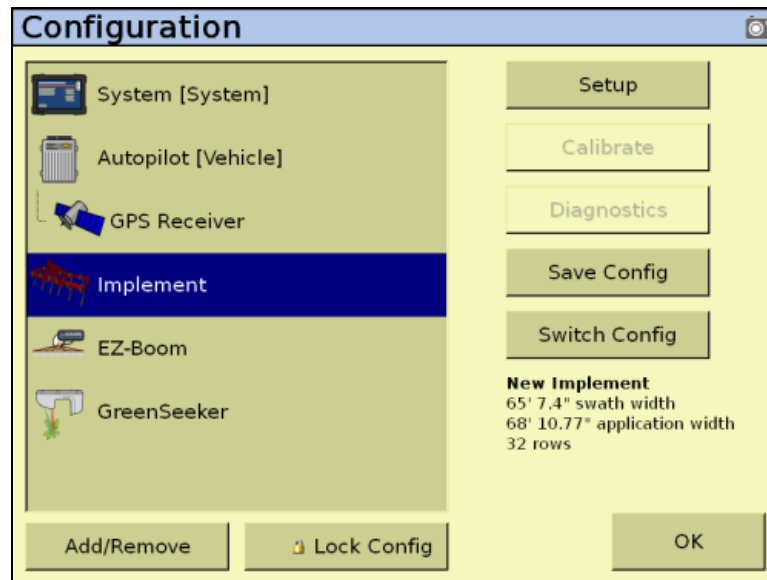 Configuration
System [System]
Autopilot [Vehicle]
GPS Receiver
Implement
EZ-Boom
GreenSeeker
Add/Remove
Lock Config
Setup
Calibrate
Diagnostics
Save Config
Switch Config
New Implement
65' 7.4" swath width
68' 10.77" application width
32 rows
OK